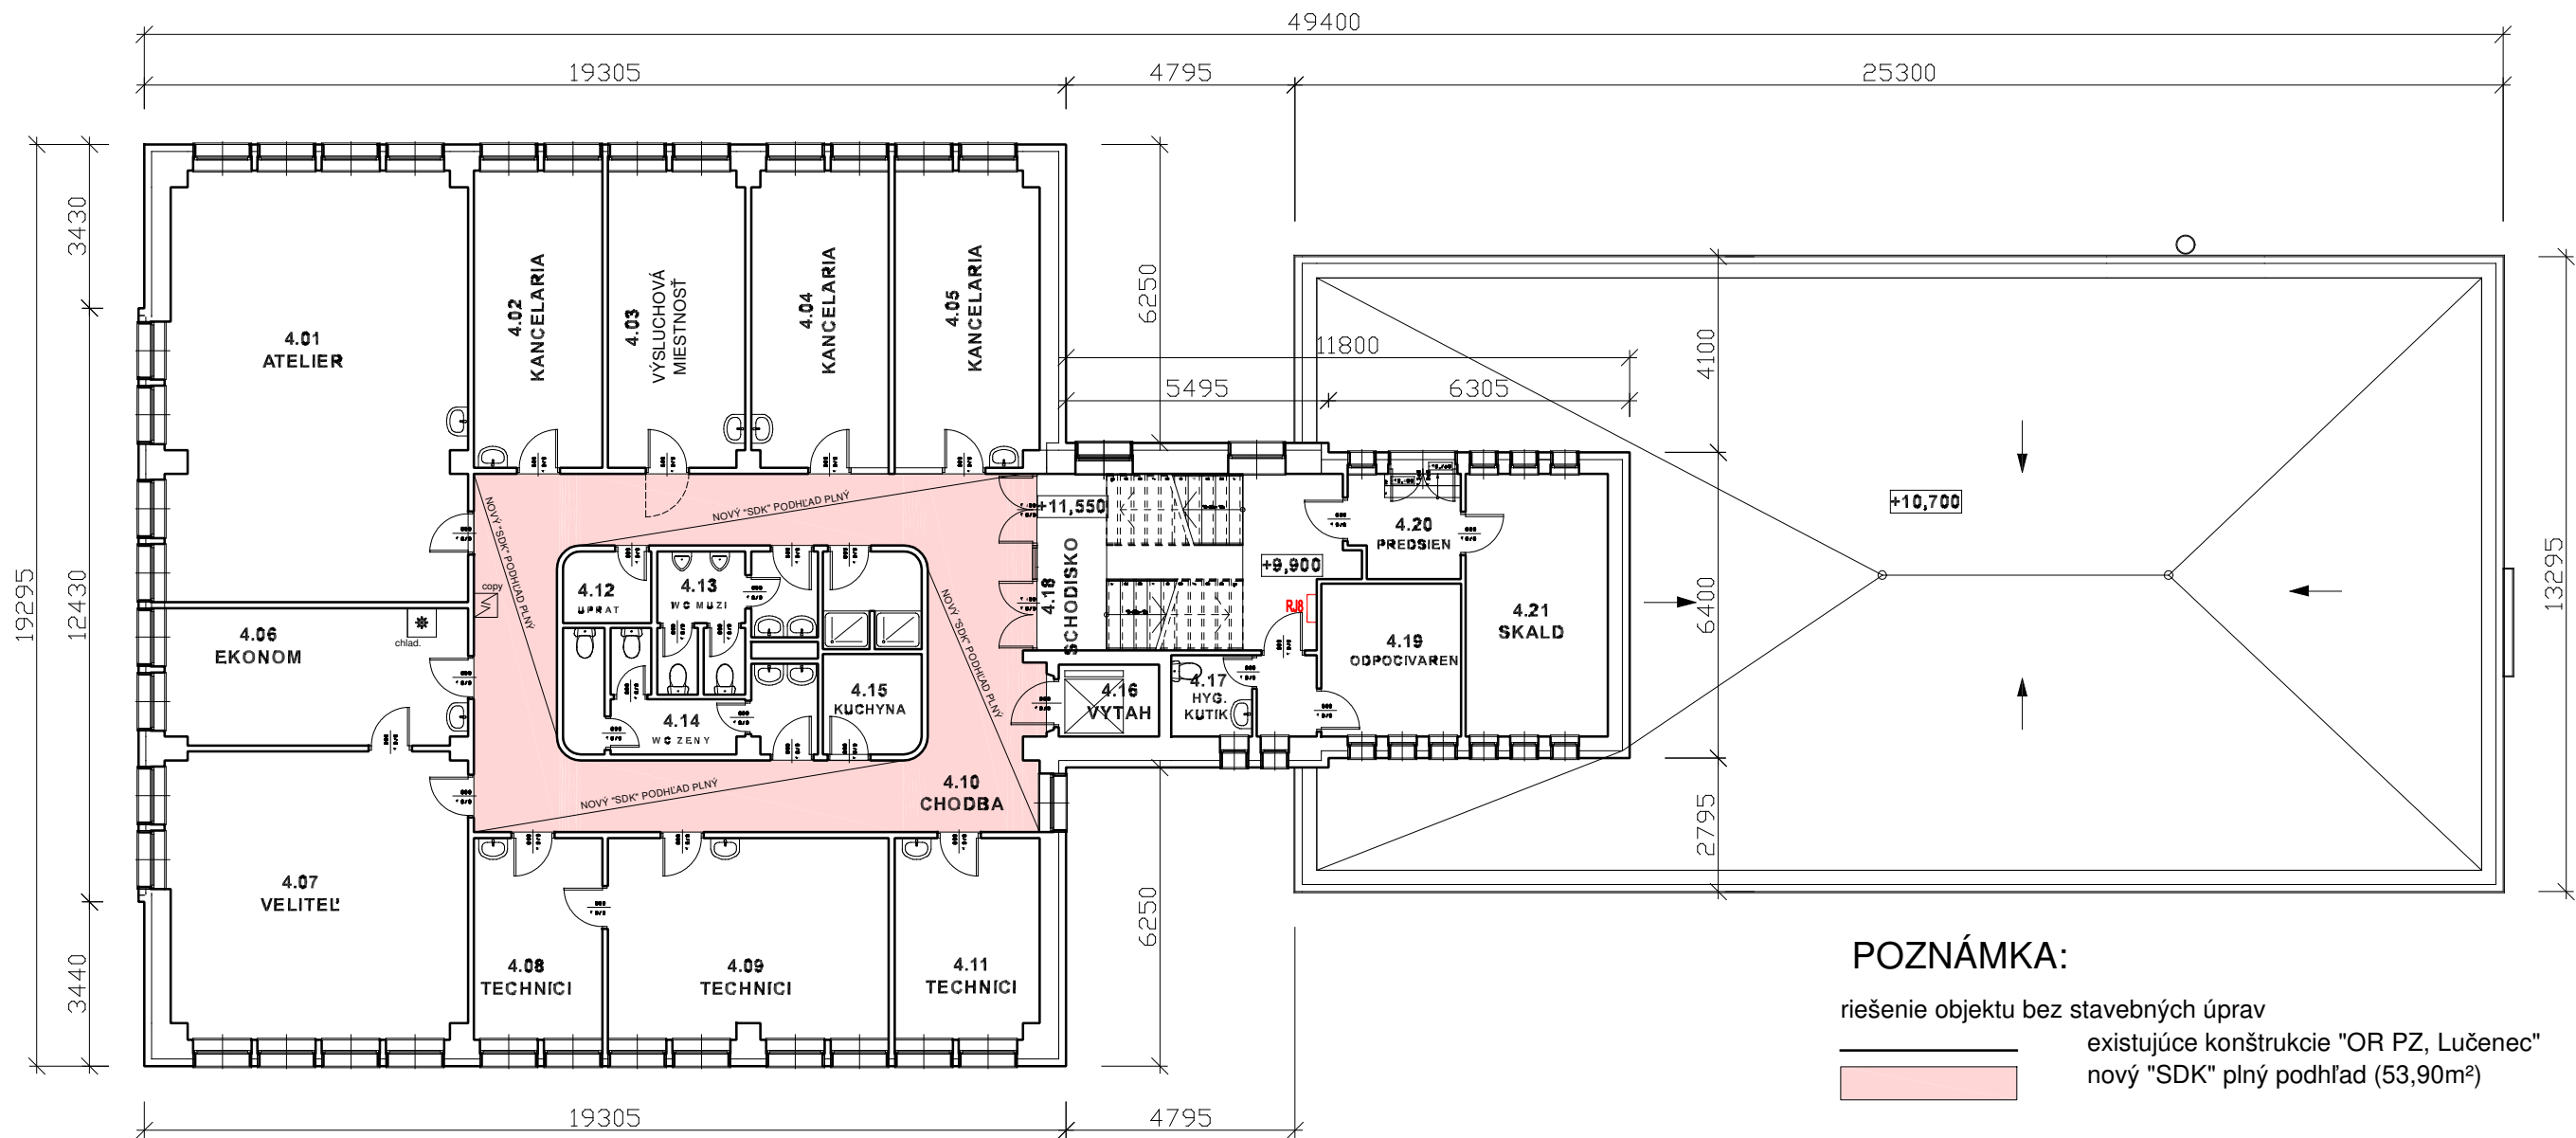 49400
19305
4795
25300
19295
3430
12430
3440
6250
11800
5495
6305
4100
6400
2795
13295
4.01
ATELIER
4.02
KANCELARIA
4.03
VÝSLUCHOVÁ
MIESTNOSŤ
4.04
KANCELARIA
4.05
KANCELARIA
NOVÝ "SDK" PODHĽAD PLNÝ
NOVÝ "SDK" PODHĽAD PLNÝ
NOVÝ "SDK" PODHĽAD PLNÝ
NOVÝ "SDK" PODHĽAD PLNÝ
+11,550
+9,900
+10,700
4.18
SCHODISKO
4.20
PREDSIEN
copy
4.12
UPRAT
4.13
WC MUZI
4.06
EKONOM
chlad.
RJ8
4.21
SKALD
4.19
ODPOCIVAREN
4.15
KUCHYNA
4.14
WC ZENY
4.16
VYTAH
4.17
HYG.
KUTIK
4.10
CHODBA
4.07
VELITEĽ
4.08
TECHNICI
4.09
TECHNICI
4.11
TECHNICI
6250
19305
4795
POZNÁMKA:
riešenie objektu bez stavebných úprav
existujúce konštrukcie "OR PZ, Lučenec"
nový "SDK" plný podhľad (53,90m²)